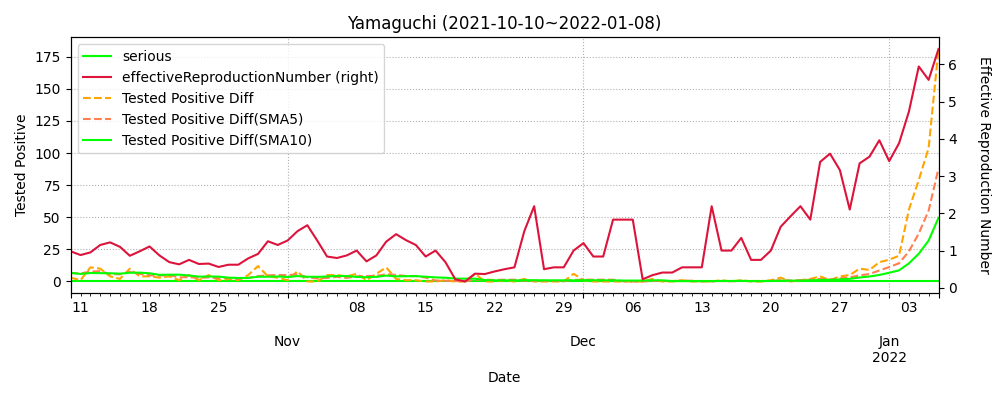 Yamaguchi (2021-10-10~2022-01-08)
serious
effectiveReproductionNumber (right)
Tested Positive Diff
Tested Positive Diff(SMA5)
Tested Positive Diff(SMA10)
Tested Positive
175
150
125
100
75
50
25
0
6
5
4
3
2
1
0
Effective Reproduction Number
11 18 25 08 15 22 29 06 13 20 27 03
Nov Dec Jan
2022
Date